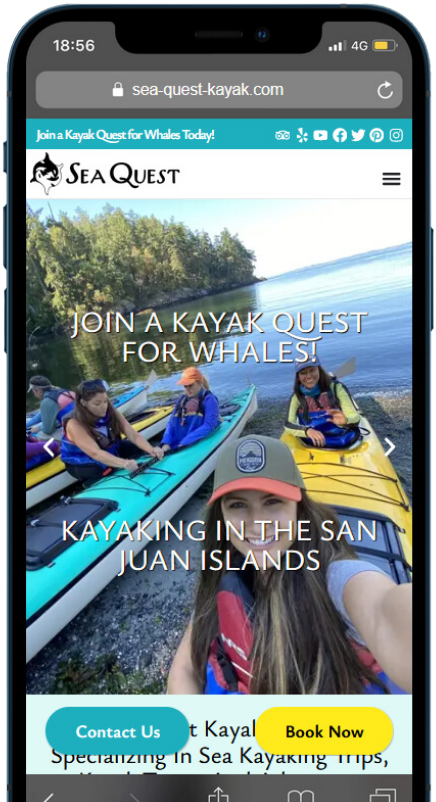 18:56
4G
sea-quest-kayak.com
Join a Kayak Quest for Whales Today!
SEA QUEST
JOIN A KAYAK QUEST
FOR WHALES!
KAYAKING IN THE SAN
JUAN ISLANDS
Contact Us
Book Now
Specializing In Sea Kayaking Trips,